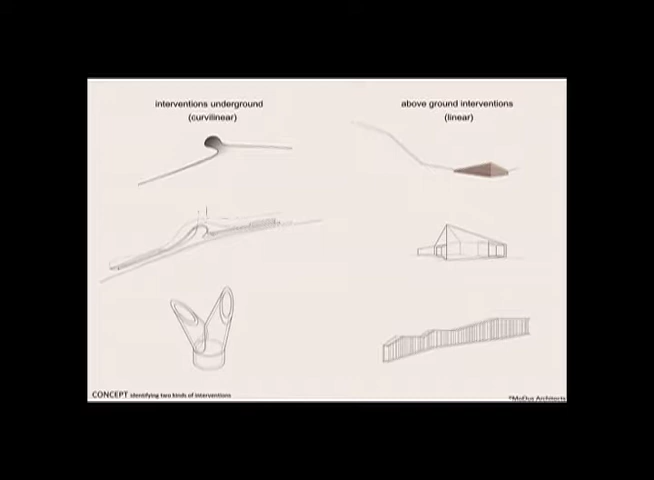 interventions underground
(curvilinear)
above ground interventions
(linear)
CONCEPT identifying two kinds of interventions
©MoDus Architects